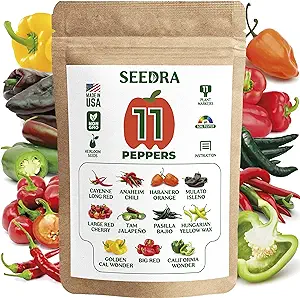 SEEDRA
MADE IN
USA
11
11
PLANT
MARKERS
NON GMO
HEIRLOOM
SEEDS
PEPPERS
INSTRUCTION
CAYENNE
LONG RED
ANAHEIM
CHILI
HABANERO
ORANGE
MULATO
ISLENO
LARGE RED
CHERRY
TAM
JALAPEÑO
PASILLA
BAJIO
HUNGARIAN
YELLOW WAX
GOLDEN
CAL WONDER
BIG RED
CALIFORNIA
WONDER